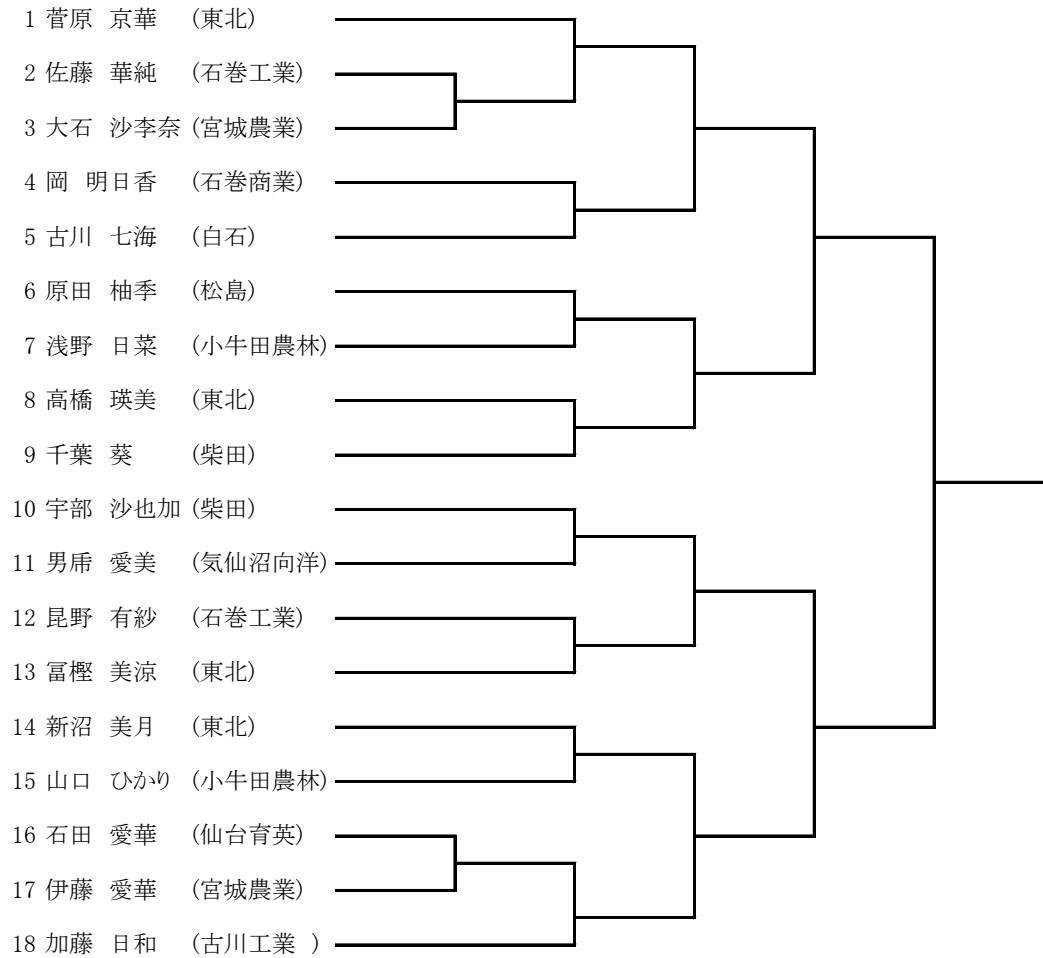 1 菅原 京華 (東北)
2 佐藤 華純 (石巻工業)
3 大石 沙李奈 (宮城農業)
4 岡 明日香 (石巻商業)
5 古川 七海 (白石)
6 原田 柚季 (松島)
7 浅野 日菜 (小牛田農林)
8 高橋 瑛美 (東北)
9 千葉 葵 (柴田)
10 宇部 沙也加 (柴田)
11 男乕 愛美 (気仙沼向洋)
12 昆野 有紗 (石巻工業)
13 冨樫 美涼 (東北)
14 新沼 美月 (東北)
15 山口 ひかり (小牛田農林)
16 石田 愛華 (仙台育英)
17 伊藤 愛華 (宮城農業)
18 加藤 日和 (古川工業 )